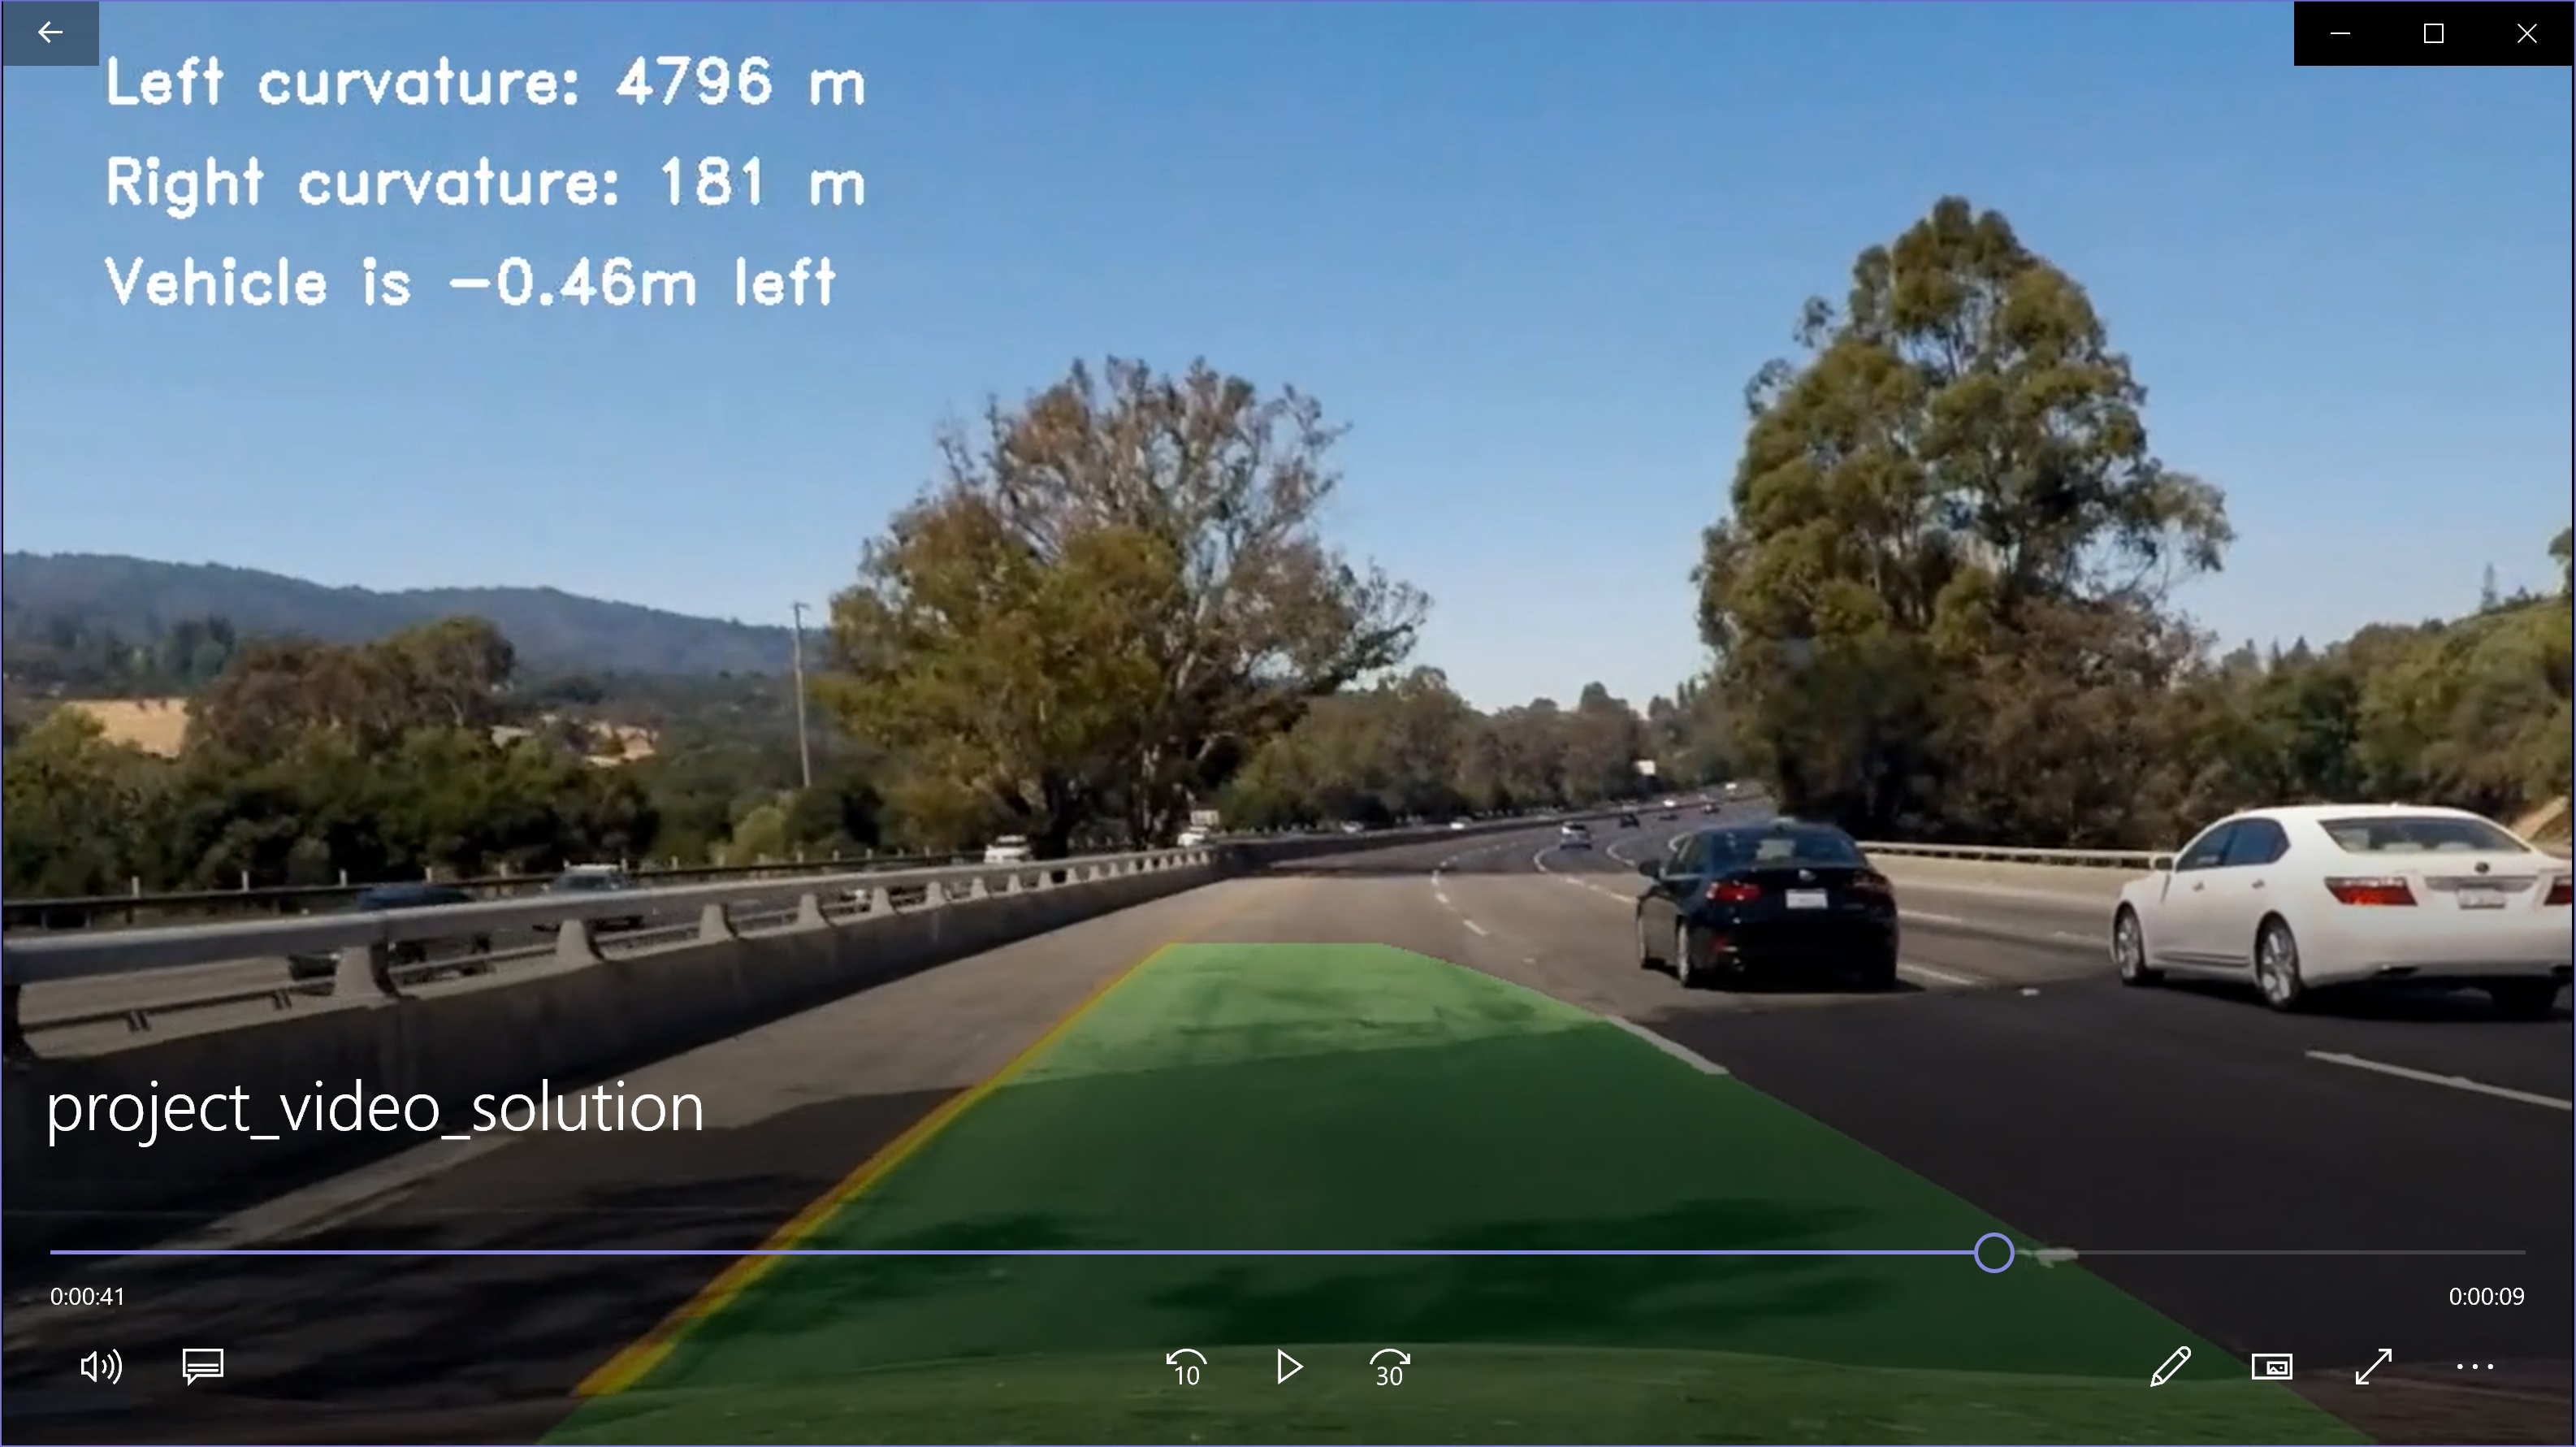 Left curvature: 4796 m
Right curvature: 181 m
Vehicle is -0.46m left
project_video_solution
0:00:41
0:00:09
10
30